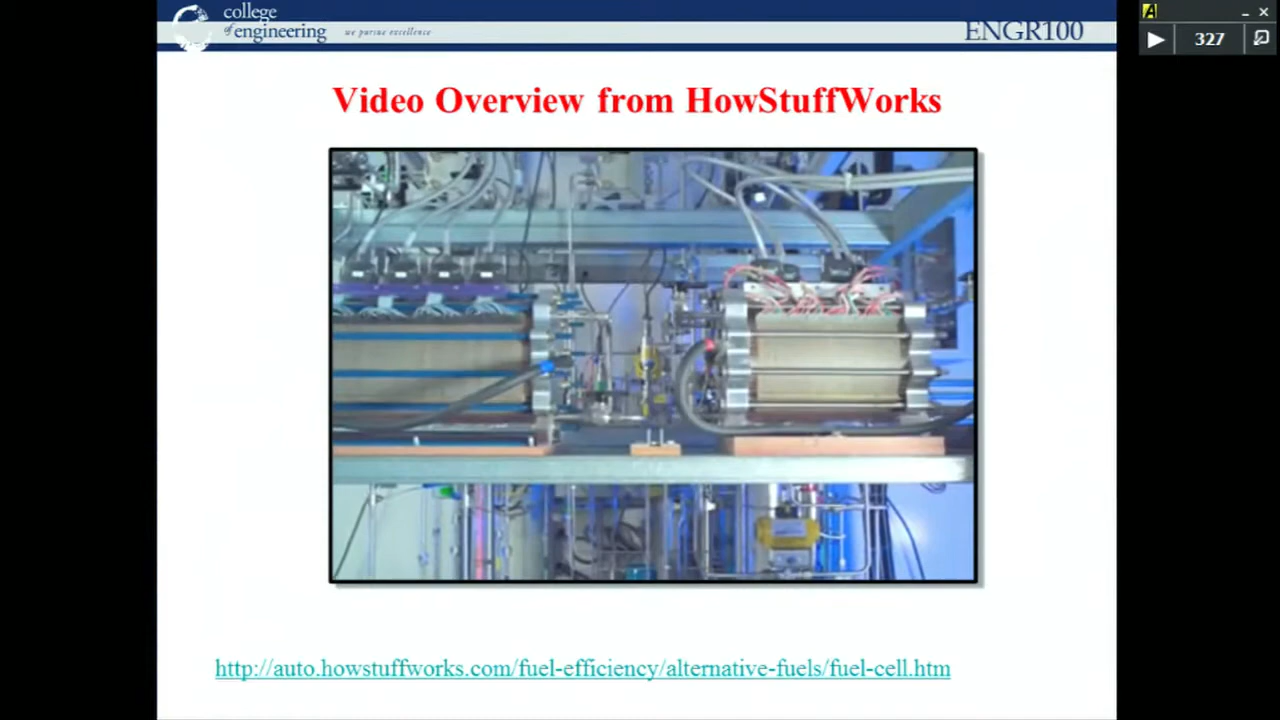 college
of engineering we pursue excellence
ENGR100
327
Video Overview from HowStuffWorks
http://auto.howstuffworks.com/fuel-efficiency/alternative-fuels/fuel-cell.htm